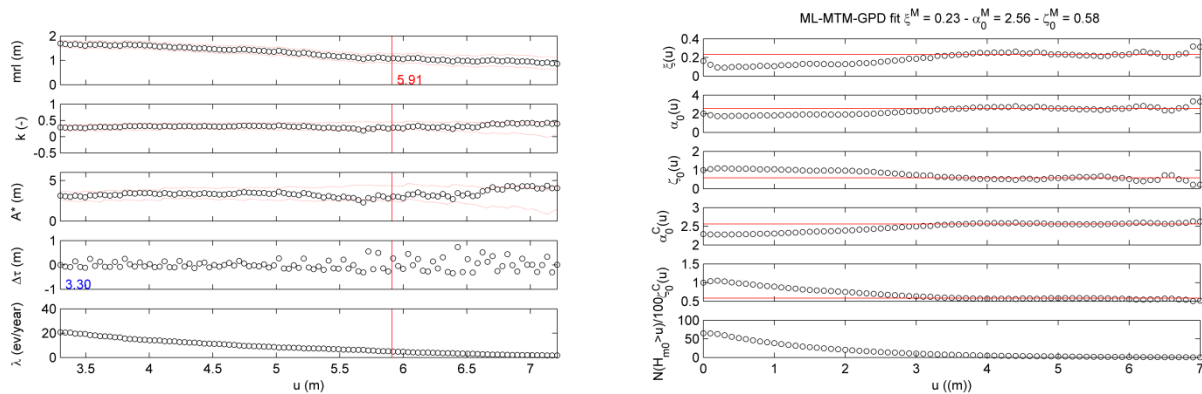 mrl (m)
2
1
0
5.91
k (-)
1
0.5
0
-0.5
A* (m)
5
0
Δτ (m)
1
0
-1
3.30
λ (ev/year)
40
20
0
3.5 4 4.5 5 5.5 6 6.5 7
u (m)
ML-MTM-GPD fit ξ^M = 0.23 - α_0^M = 2.56 - ζ_0^M = 0.58
ξ(u)
0.4
0.2
0
α_0(u)
4
2
0
ζ_0(u)
2
1
0
α_0^C(u)
3
2.5
2
ζ_0^C(u)
1.5
1
0.5
N(H_m0>u)/100
100
50
0
0 1 2 3 4 5 6 7
u ((m)